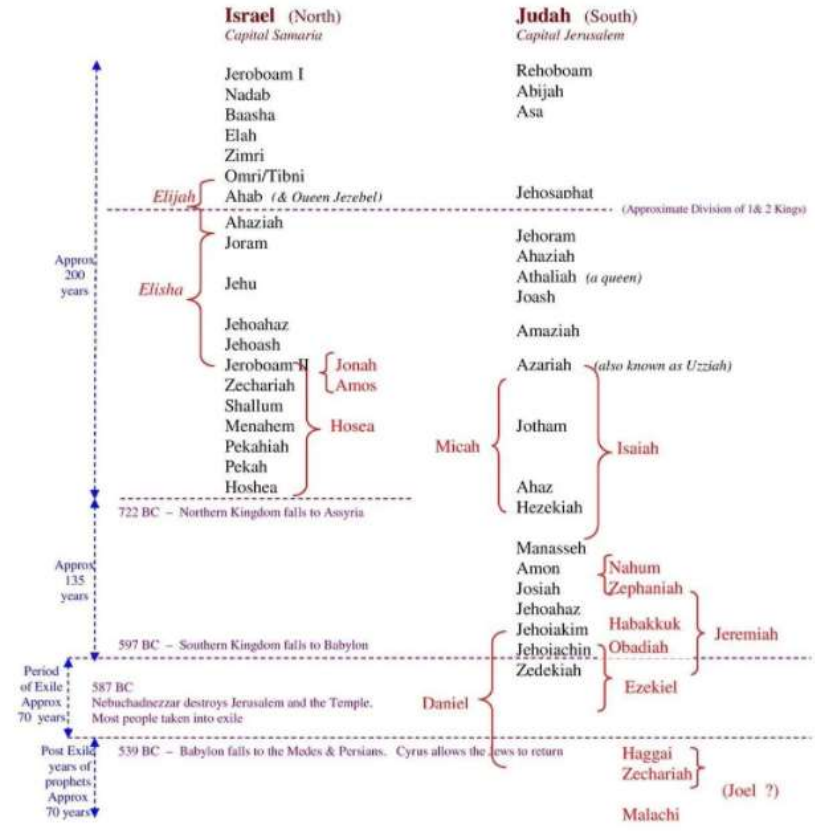 Israel (North)
Capital Samaria
Judah (South)
Capital Jerusalem
Jeroboam I
Nadab
Baasha
Elah
Zimri
Omri/Tibni
Ahab (& Queen Jezebel)
Ahaziah
Joram
Jehu
Jehoahaz
Jehoash
Jeroboam II
Zechariah
Shallum
Menahem
Pekahiah
Pekah
Hoshea
Elijah
Elisha
Jonah
Amos
Hosea
Rehoboam
Abijah
Asa
Jehosaphat
(Approximate Division of 1& 2 Kings)
Jehoram
Ahaziah
Athaliah (a queen)
Joash
Amaziah
Azariah (also known as Uzziah)
Jotham
Ahaz
Hezekiah
Manasseh
Amon
Josiah
Jehoahaz
Jehoiakim
Jehoiachin
Zedekiah
Micah
Isaiah
Nahum
Zephaniah
Habakkuk
Obadiah
Jeremiah
Ezekiel
Daniel
Haggai
Zechariah
(Joel ?)
Malachi
Approx
200
years
722 BC – Northern Kingdom falls to Assyria
Approx
135
years
597 BC – Southern Kingdom falls to Babylon
Period
of Exile
Approx
70 years
587 BC
Nebuchadnezzar destroys Jerusalem and the Temple.
Most people taken into exile
Post Exile
years of
prophets
Approx
70 years
539 BC – Babylon falls to the Medes & Persians. Cyrus allows the Jews to return